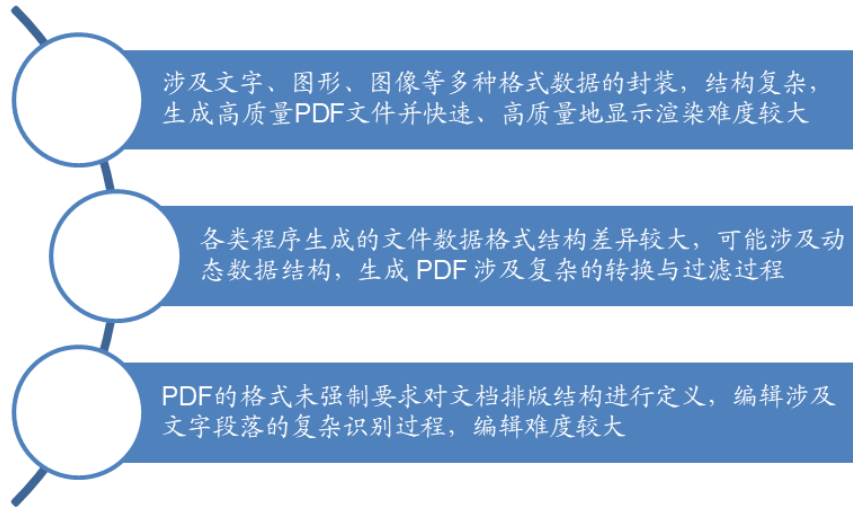 涉及文字、图形、图像等多种格式数据的封装，结构复杂，
生成高质量PDF文件并快速、高质量地显示渲染难度较大
各类程序生成的文件数据格式结构差异较大，可能涉及动
态数据结构，生成 PDF 涉及复杂的转换与过滤过程
PDF的格式未强制要求对文档排版结构进行定义，编辑涉及
文字段落的复杂识别过程，编辑难度较大